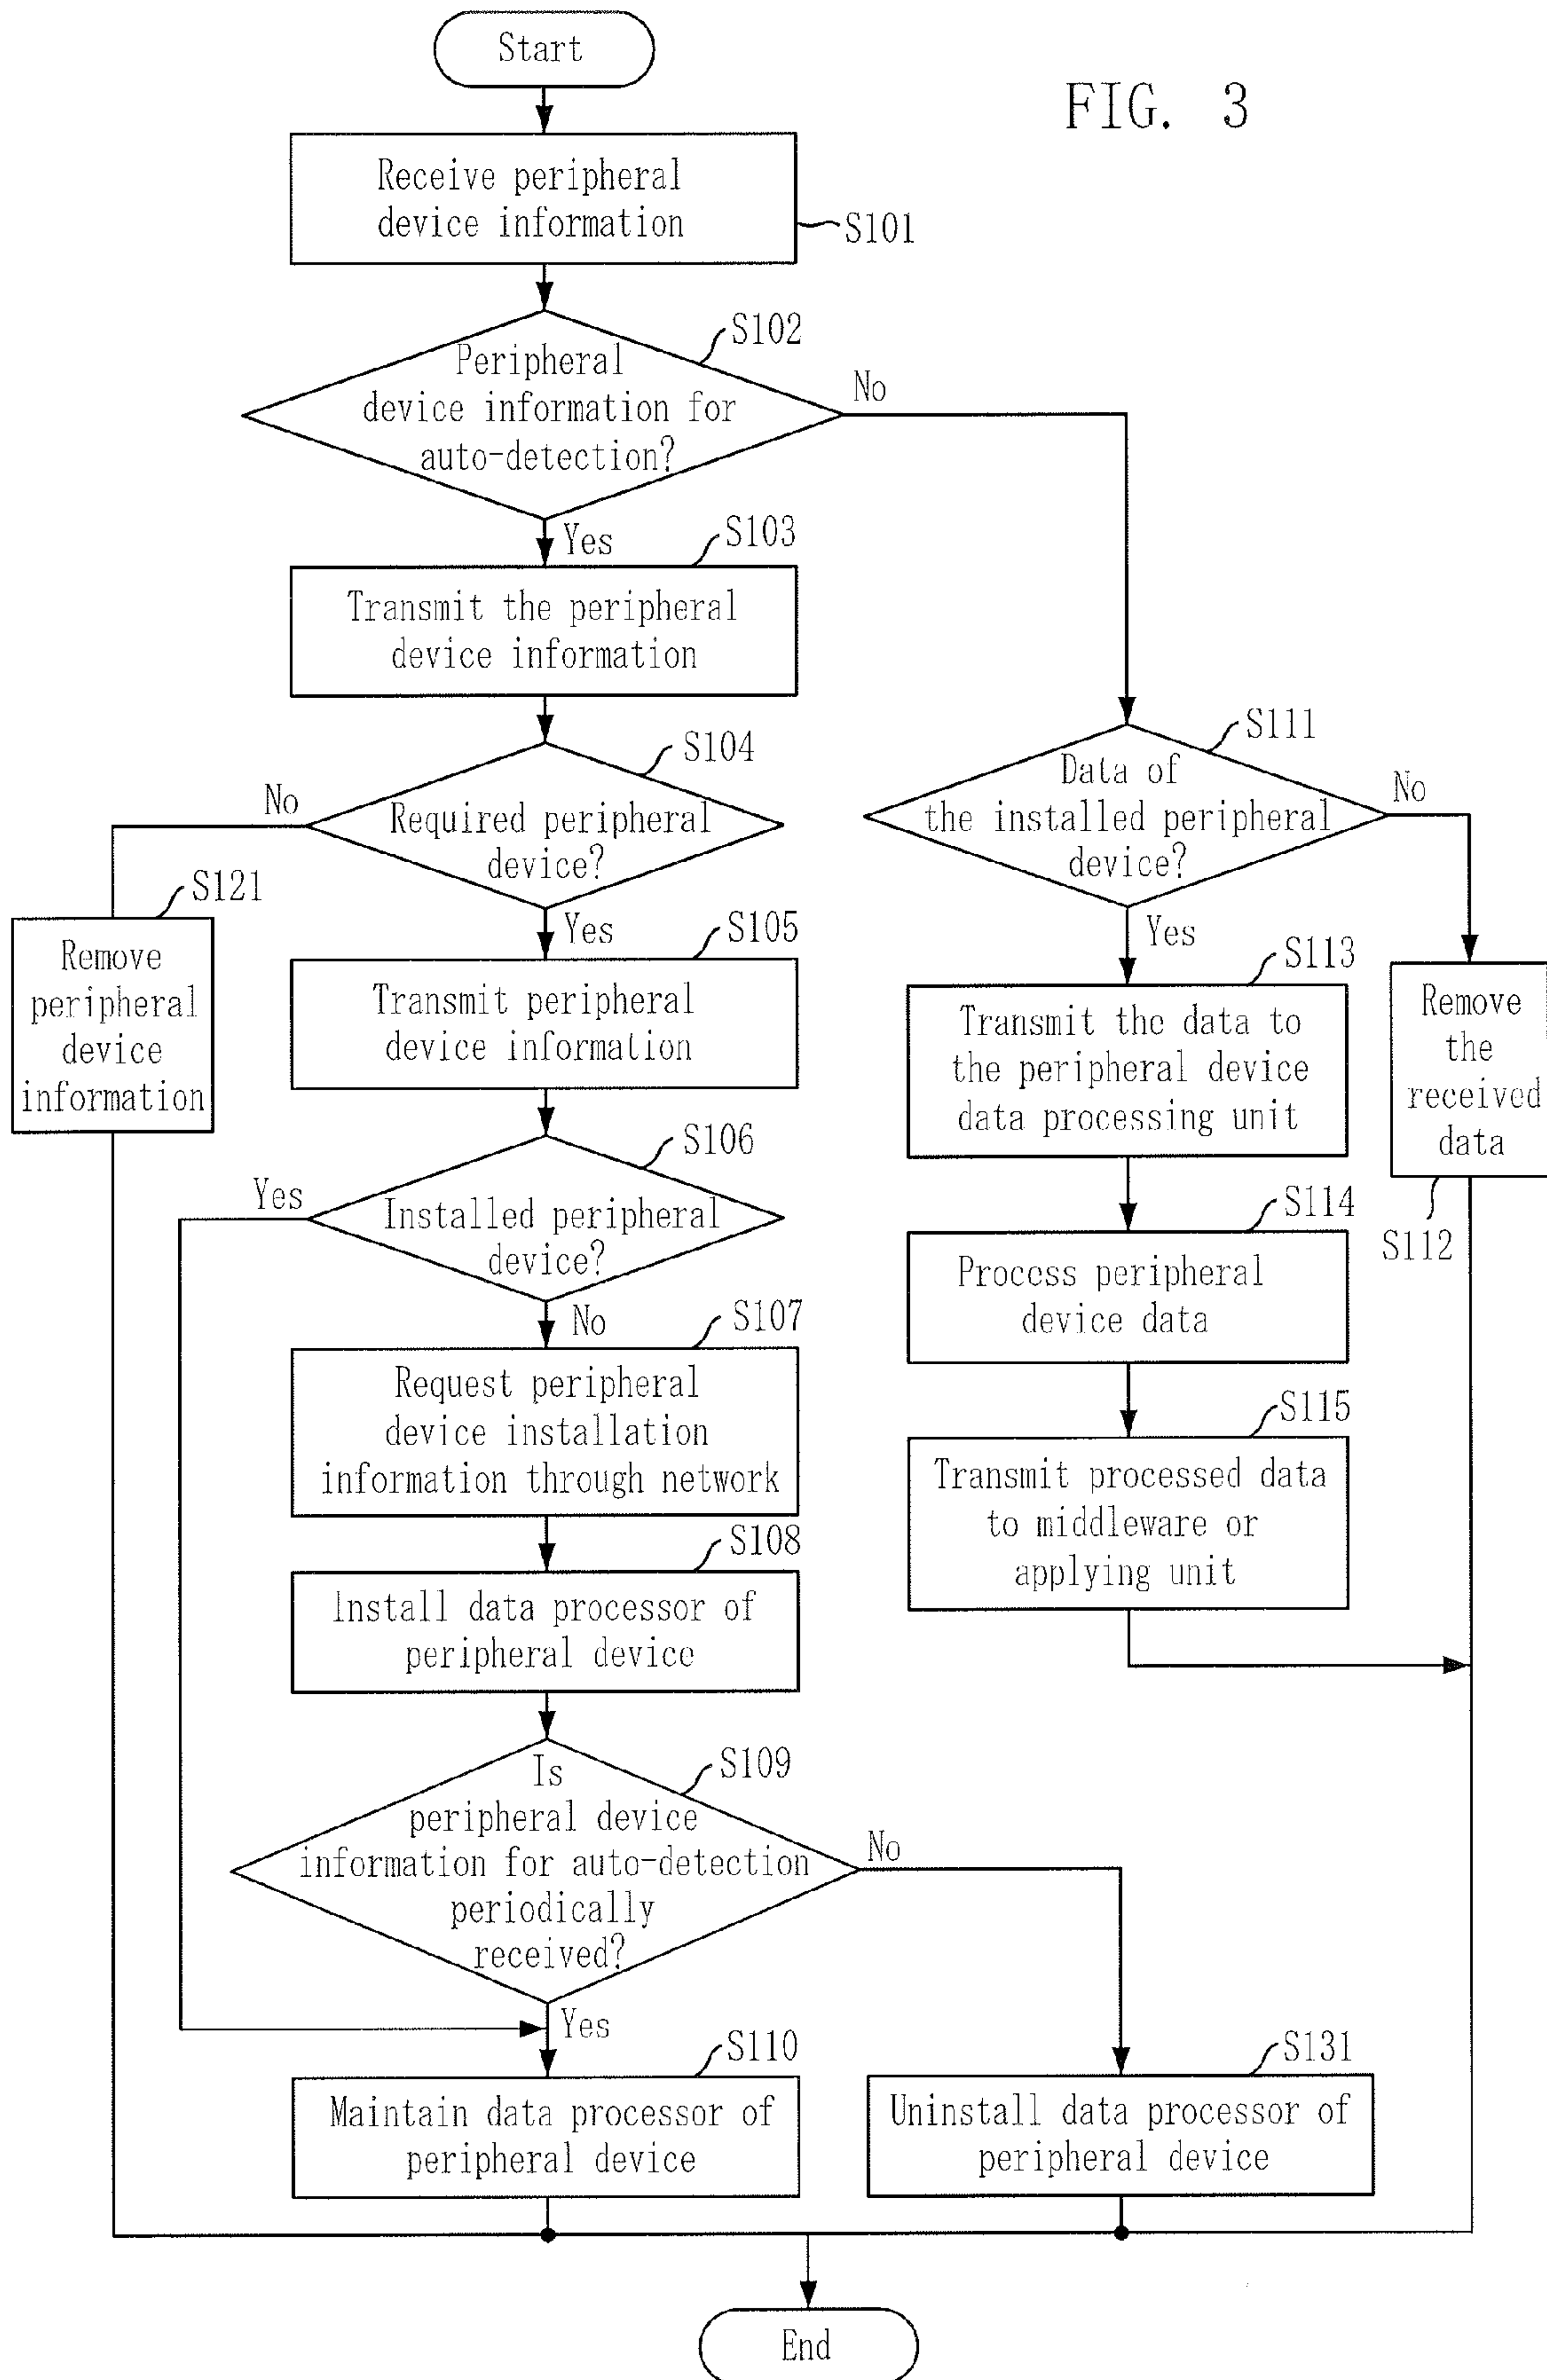 Start
FIG. 3
Receive peripheral
device information
S101
S102
Peripheral
device information for
auto-detection?
No
Yes
S103
Transmit the peripheral
device information
S104
No
Required peripheral
device?
S111
Data of
the installed peripheral
device?
No
S121
Remove
peripheral
device
information
Yes
S105
Transmit peripheral
device information
Yes
S113
Transmit the data to
the peripheral device
data processing unit
Remove
the
received
data
S112
S106
Yes
Installed peripheral
device?
S114
Process peripheral
device data
No
S107
Request peripheral
device installation
information through network
S115
Transmit processed data
to middleware or
applying unit
S108
Install data processor of
peripheral device
S109
Is
peripheral device
information for auto-detection
periodically
received?
No
Yes
S110
Maintain data processor of
peripheral device
S131
Uninstall data processor of
peripheral device
End